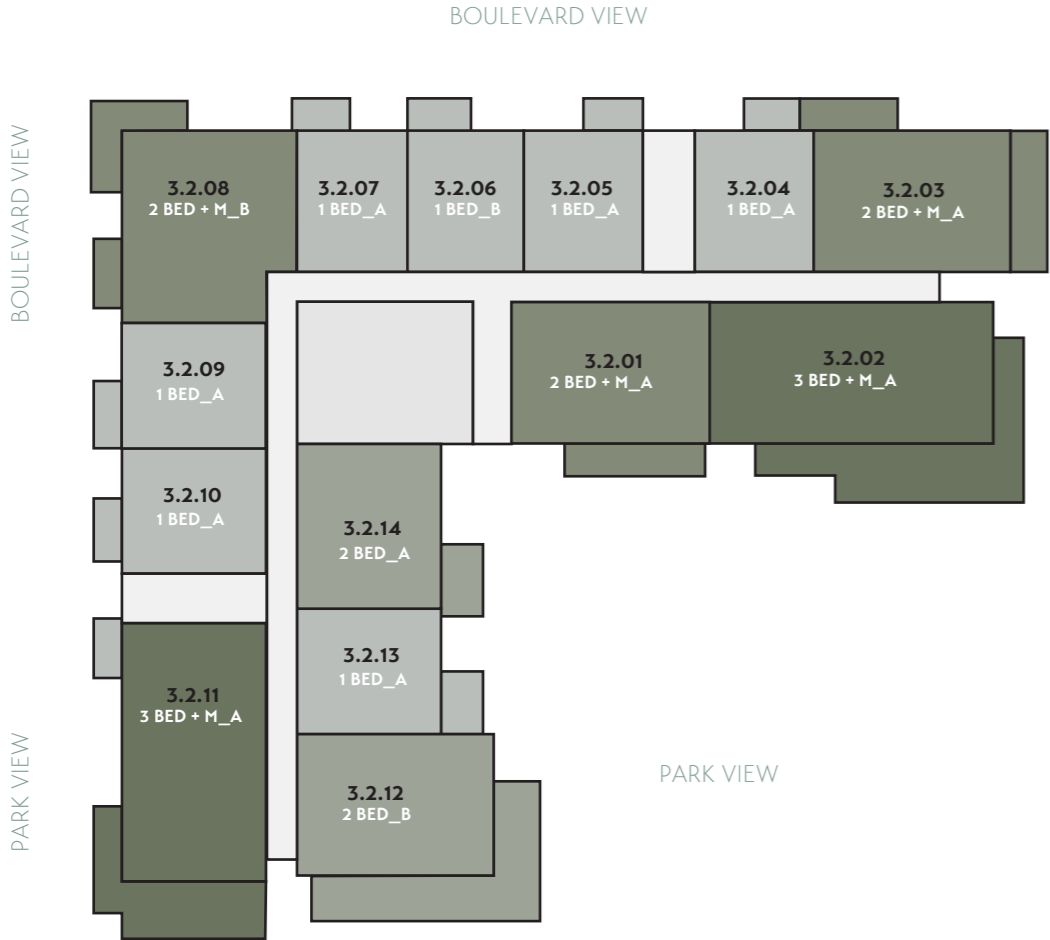 BOULEVARD VIEW
BOULEVARD VIEW
3.2.08
2 BED + M_B
3.2.07
1 BED_A
3.2.06
1 BED_B
3.2.05
1 BED_A
3.2.04
1 BED_A
3.2.03
2 BED + M_A
3.2.09
1 BED_A
3.2.01
2 BED + M_A
3.2.02
3 BED + M_A
3.2.10
1 BED_A
3.2.14
2 BED_A
3.2.13
1 BED_A
3.2.11
3 BED + M_A
3.2.12
2 BED_B
PARK VIEW
PARK VIEW